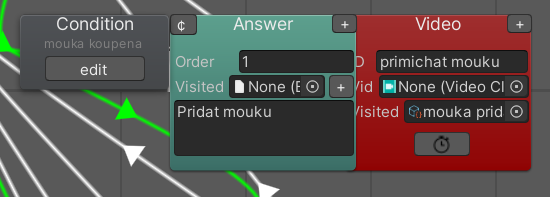 Condition
mouka koupena
edit
¢
Answer
+
Order
1
Visited
None (E
+
Pridat mouku
Video
+
D
primichat mouku
Vid
None (Video Cl
Visited
mouka prid